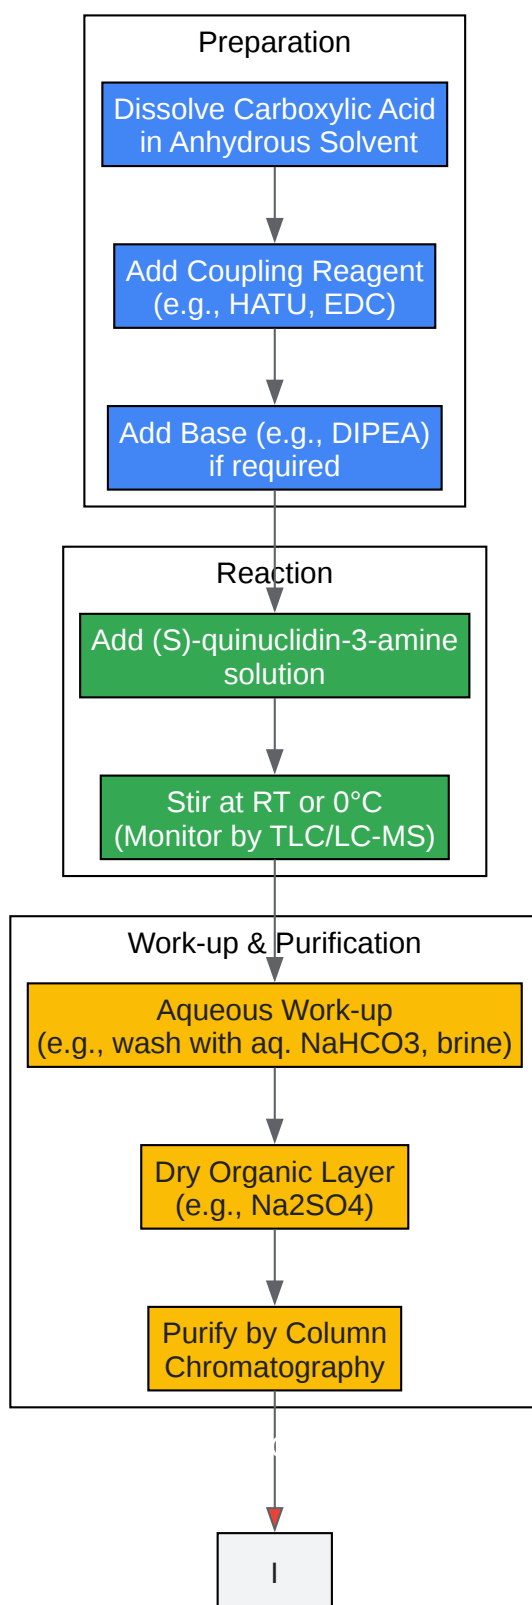 Preparation
Dissolve Carboxylic Acid
in Anhydrous Solvent
Add Coupling Reagent
(e.g., HATU, EDC)
Add Base (e.g., DIPEA)
if required
Reaction
Add (S)-quinuclidin-3-amine
solution
Stir at RT or 0°C
(Monitor by TLC/LC-MS)
Work-up & Purification
Aqueous Work-up
(e.g., wash with aq. NaHCO3, brine)
Dry Organic Layer
(e.g., Na2SO4)
Purify by Column
Chromatography
I